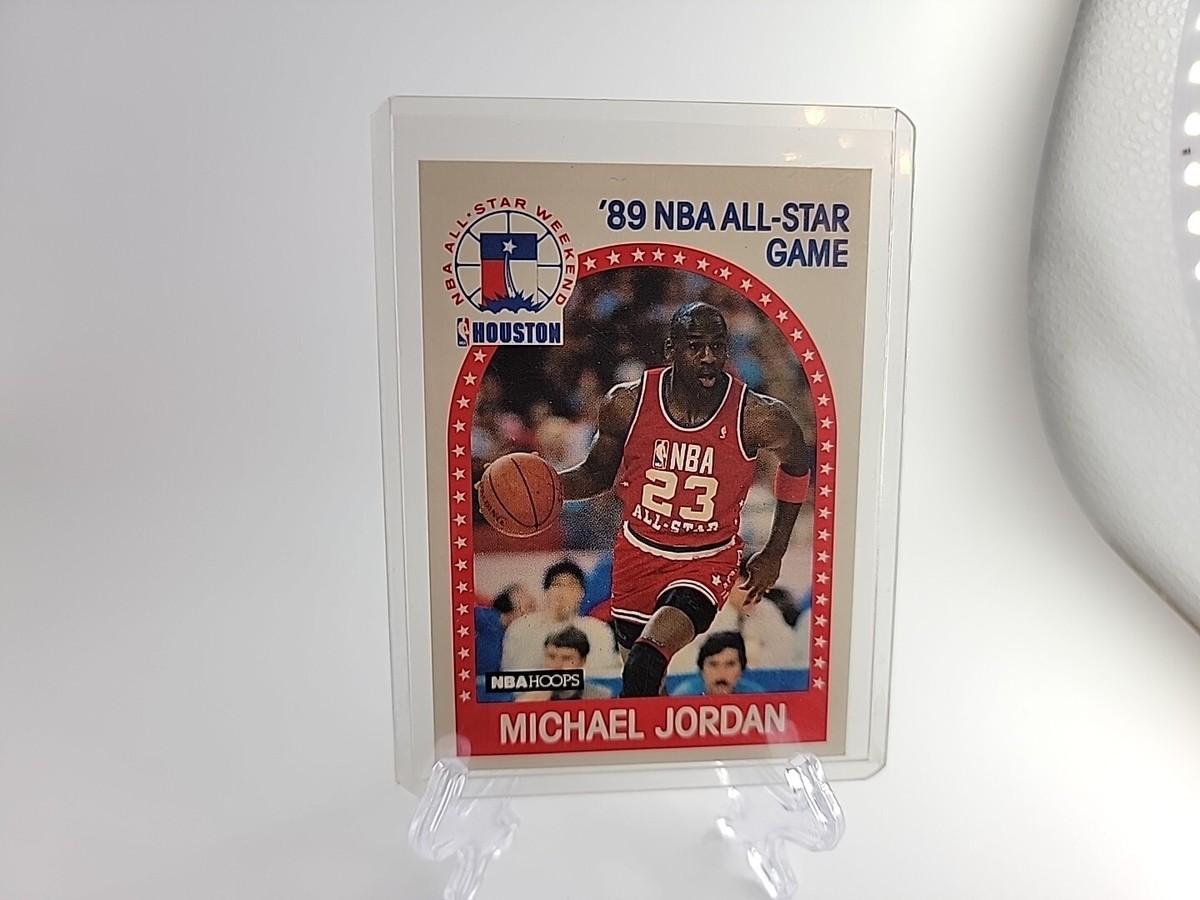 NBA ALL-STAR WEEKEND
HOUSTON
'89 NBA ALL-STAR
GAME
NBA
23
ALL-STAR
NBA HOOPS
MICHAEL JORDAN